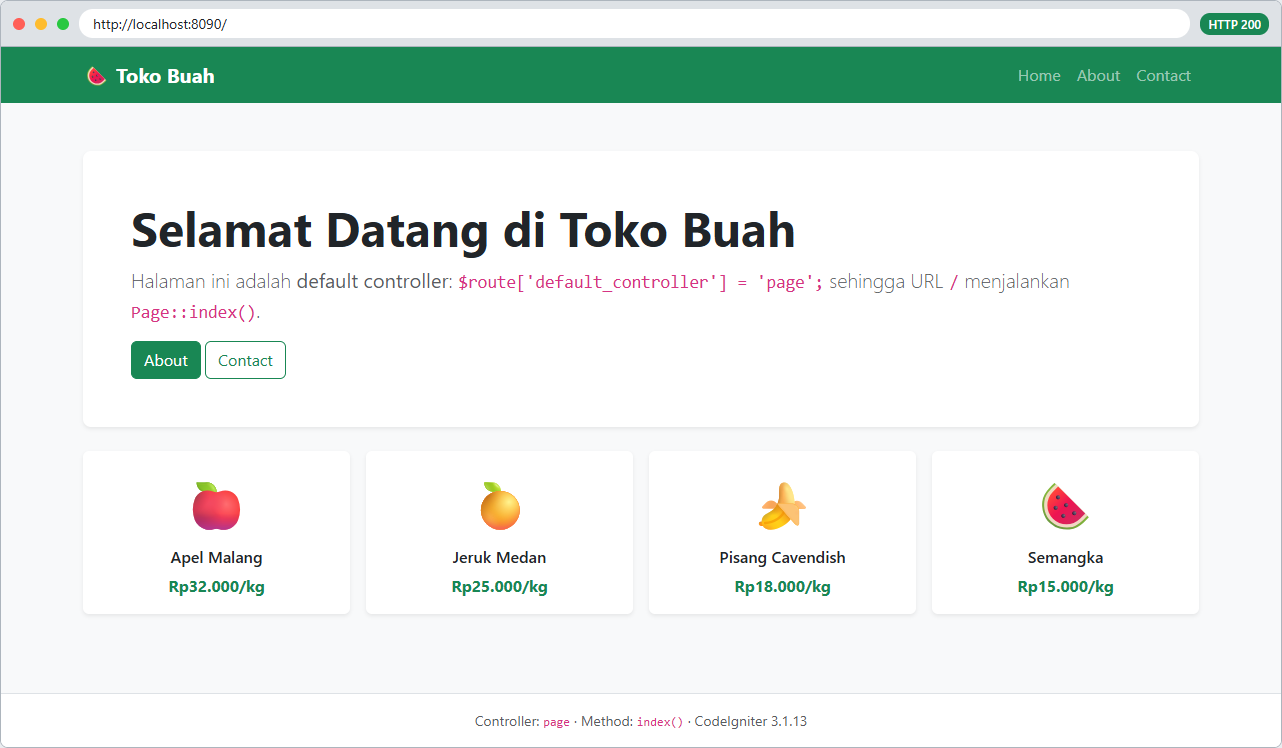 http://localhost:8090/
HTTP 200
Toko Buah
Home About Contact
Selamat Datang di Toko Buah
Halaman ini adalah default controller: $route['default_controller'] = 'page'; sehingga URL / menjalankan
Page::index().
About Contact
Apel Malang
Rp32.000/kg
Jeruk Medan
Rp25.000/kg
Pisang Cavendish
Rp18.000/kg
Semangka
Rp15.000/kg
Controller: page · Method: index() · CodeIgniter 3.1.13